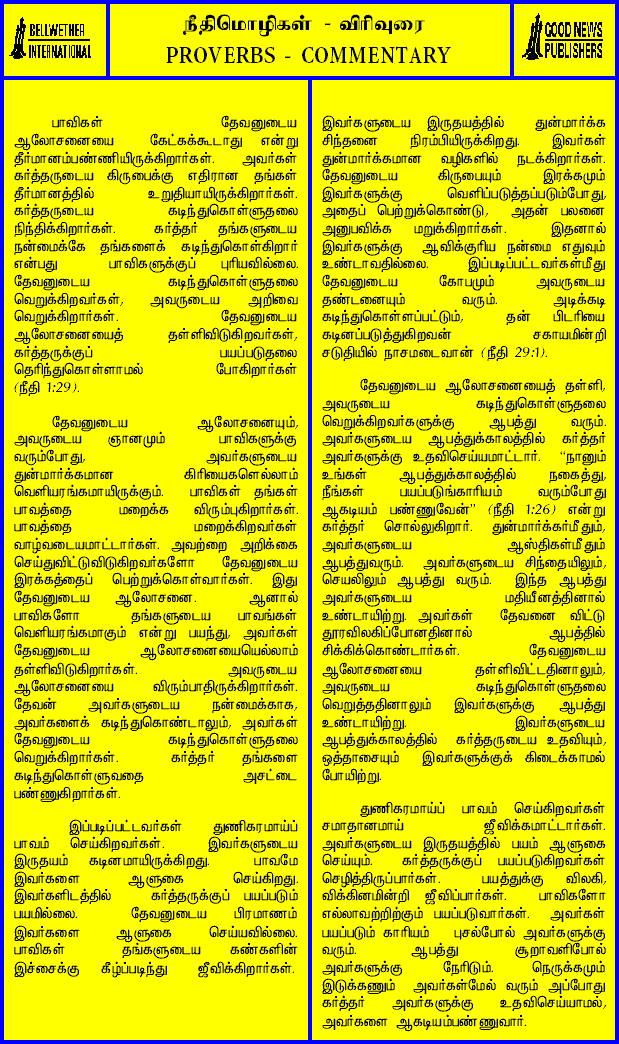 BELLWETHER
INTERNATIONAL
நீதிமொழிகள் - விரிவுரை
PROVERBS - COMMENTARY
GOOD NEWS
PUBLISHERS
பாவிகள் தேவனுடைய
ஆலோசனையை கேட்கக்கூடாது என்று
தீர்மானம்பண்ணியிருக்கிறார்கள். அவர்கள்
கர்த்தருடைய கிருபைக்கு எதிரான தங்கள்
தீர்மானத்தில் உறுதியாயிருக்கிறார்கள்.
கர்த்தருடைய கடிந்துகொள்ளுதலை
நிந்திக்கிறார்கள். கர்த்தர் தங்களுடைய
நன்மைக்கே தங்களைக் கடிந்துகொள்கிறார்
என்பது பாவிகளுக்குப் புரியவில்லை.
தேவனுடைய கடிந்துகொள்ளுதலை
வெறுக்கிறவர்கள், அவருடைய அறிவை
வெறுக்கிறார்கள். தேவனுடைய
ஆலோசனையைத் தள்ளிவிடுகிறவர்கள்,
கர்த்தருக்குப் பயப்படுதலை
தெரிந்துகொள்ளாமல் போகிறார்கள்
(நீதி 1:29).
தேவனுடைய ஆலோசனையும்,
அவருடைய ஞானமும் பாவிகளுக்கு
வரும்போது, அவர்களுடைய
துன்மார்க்கமான கிரியைகளெல்லாம்
வெளியரங்கமாயிருக்கும். பாவிகள் தங்கள்
பாவத்தை மறைக்க விரும்புகிறார்கள்.
பாவத்தை மறைக்கிறவர்கள்
வாழ்வடையமாட்டார்கள். அவற்றை அறிக்கை
செய்துவிட்டுவிடுகிறவர்களோ தேவனுடைய
இரக்கத்தைப் பெற்றுக்கொள்வார்கள். இது
தேவனுடைய ஆலோசனை. ஆனால்
பாவிகளோ தங்களுடைய பாவங்கள்
வெளியரங்கமாகும் என்று பயந்து, அவர்கள்
தேவனுடைய ஆலோசனையையெல்லாம்
தள்ளிவிடுகிறார்கள். அவருடைய
ஆலோசனையை விரும்பாதிருக்கிறார்கள்.
தேவன் அவர்களுடைய நன்மைக்காக,
அவர்களைக் கடிந்துகொண்டாலும், அவர்கள்
தேவனுடைய கடிந்துகொள்ளுதலை
வெறுக்கிறார்கள். கர்த்தர் தங்களை
கடிந்துகொள்ளுவதை அசட்டை
பண்ணுகிறார்கள்.
இப்படிப்பட்டவர்கள் துணிகரமாய்ப்
பாவம் செய்கிறவர்கள். இவர்களுடைய
இருதயம் கடினமாயிருக்கிறது. பாவமே
இவர்களை ஆளுகை செய்கிறது.
இவர்களிடத்தில் கர்த்தருக்குப் பயப்படும்
பயமில்லை. தேவனுடைய பிரமாணம்
இவர்களை ஆளுகை செய்யவில்லை.
பாவிகள் தங்களுடைய கண்களின்
இச்சைக்கு கீழ்ப்படிந்து ஜீவிக்கிறார்கள்.
இவர்களுடைய இருதயத்தில் துன்மார்க்க
சிந்தனை நிரம்பியிருக்கிறது. இவர்கள்
துன்மார்க்கமான வழிகளில் நடக்கிறார்கள்.
தேவனுடைய கிருபையும் இரக்கமும்
இவர்களுக்கு வெளிப்படுத்தப்படும்போது,
அதைப் பெற்றுக்கொண்டு, அதன் பலனை
அனுபவிக்க மறுக்கிறார்கள். இதனால்
இவர்களுக்கு ஆவிக்குரிய நன்மை எதுவும்
உண்டாவதில்லை. இப்படிப்பட்டவர்கள்மீது
தேவனுடைய கோபமும் அவருடைய
தண்டனையும் வரும். அடிக்கடி
கடிந்துகொள்ளப்பட்டும், தன் பிடரியை
கடினப்படுத்துகிறவன் சகாயமின்றி
சடுதியில் நாசமடைவான் (நீதி 29:1).
தேவனுடைய ஆலோசனையைத் தள்ளி,
அவருடைய கடிந்துகொள்ளுதலை
வெறுக்கிறவர்களுக்கு ஆபத்து வரும்.
அவர்களுடைய ஆபத்துக்காலத்தில் கர்த்தர்
அவர்களுக்கு உதவிசெய்யமாட்டார். "நானும்
உங்கள் ஆபத்துக்காலத்தில் நகைத்து,
நீங்கள் பயப்படுங்காரியம் வரும்போது
ஆகடியம் பண்ணுவேன்" (நீதி 1:26) என்று
கர்த்தர் சொல்லுகிறார். துன்மார்க்கர்மீதும்,
அவர்களுடைய ஆஸ்திகள்மீதும்
ஆபத்துவரும். அவர்களுடைய சிந்தையிலும்,
செயலிலும் ஆபத்து வரும். இந்த ஆபத்து
அவர்களுடைய மதியீனத்தினால்
உண்டாயிற்று. அவர்கள் தேவனை விட்டு
தூரவிலகிப்போனதினால் ஆபத்தில்
சிக்கிக்கொண்டார்கள். தேவனுடைய
ஆலோசனையை தள்ளிவிட்டதினாலும்,
அவருடைய கடிந்துகொள்ளுதலை
வெறுத்ததினாலும் இவர்களுக்கு ஆபத்து
உண்டாயிற்று. இவர்களுடைய
ஆபத்துக்காலத்தில் கர்த்தருடைய உதவியும்,
ஒத்தாசையும் இவர்களுக்குக் கிடைக்காமல்
போயிற்று.
துணிகரமாய்ப் பாவம் செய்கிறவர்கள்
சமாதானமாய் ஜீவிக்கமாட்டார்கள்.
அவர்களுடைய இருதயத்தில் பயம் ஆளுகை
செய்யும். கர்த்தருக்குப் பயப்படுகிறவர்கள்
செழித்திருப்பார்கள். பயத்துக்கு விலகி,
விக்கினமின்றி ஜீவிப்பார்கள். பாவிகளோ
எல்லாவற்றிற்கும் பயப்படுவார்கள். அவர்கள்
பயப்படும் காரியம் புசல்போல் அவர்களுக்கு
வரும். ஆபத்து சூறாவளிபோல்
அவர்களுக்கு நேரிடும். நெருக்கமும்
இடுக்கணும் அவர்கள்மேல் வரும் அப்போது
கர்த்தர் அவர்களுக்கு உதவிசெய்யாமல்,
அவர்களை ஆகடியம்பண்ணுவார்.